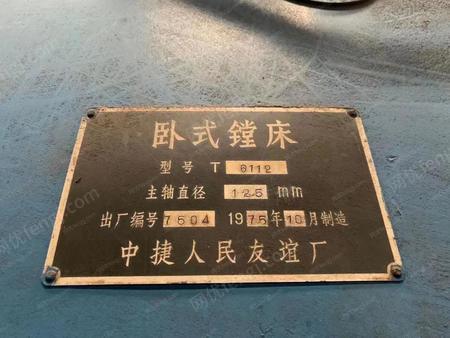 卧式镗床
型号 T 6112
主轴直径 125 mm
出厂编号 7504 1975年10月制造
中捷人民友谊厂